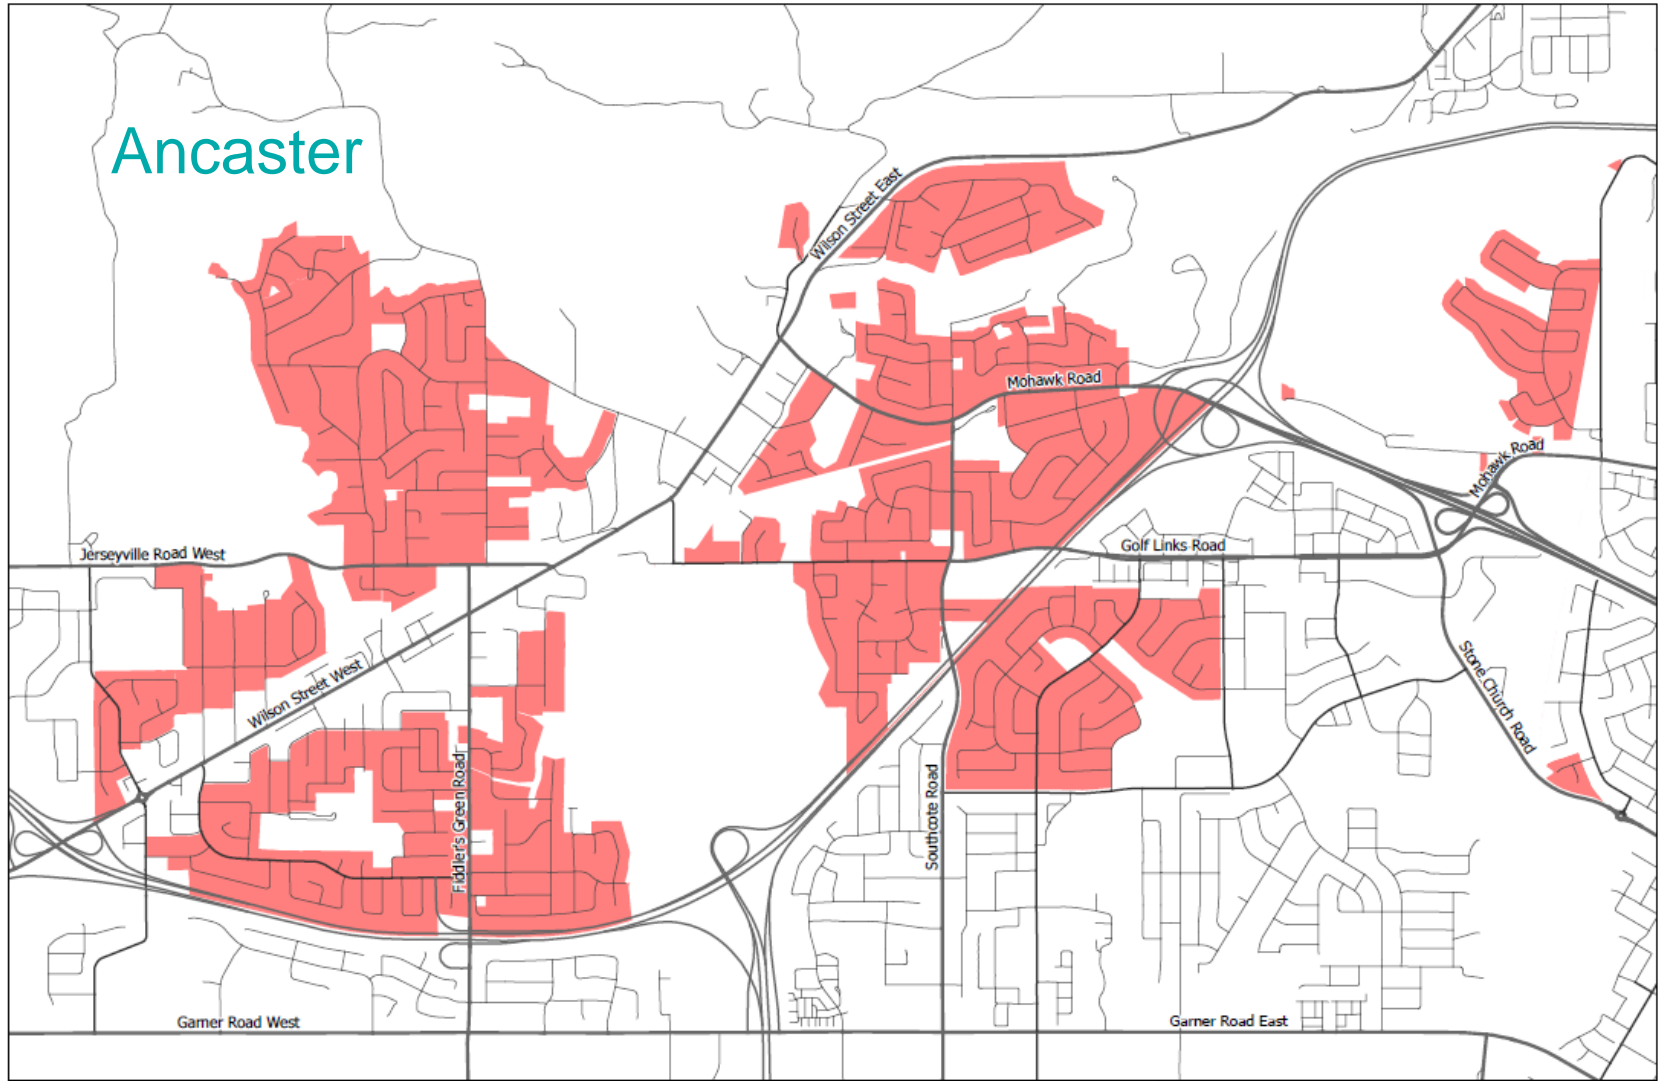 Ancaster
Wilson Street East
Mohawk Road
Mohawk Road
Jerseyville Road West
Golf Links Road
Wilson Street West
Stone Church Road
Fiddler's Green Road
Southcote Road
Garner Road West
Garner Road East